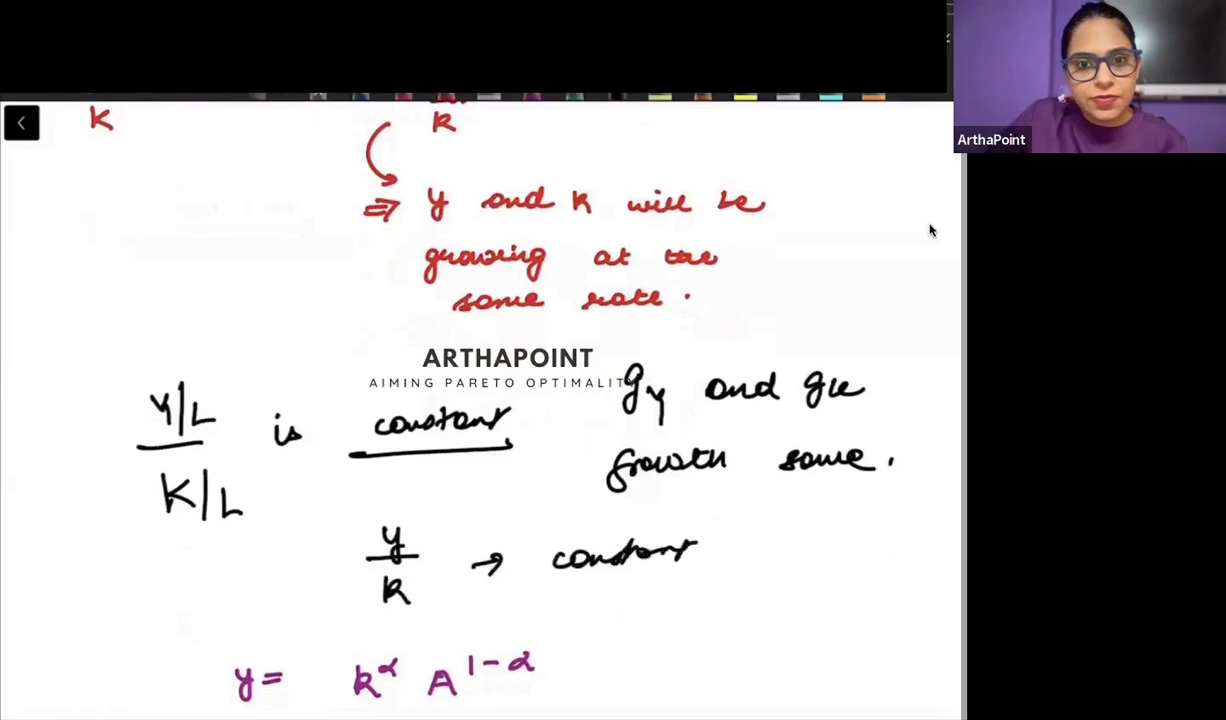 K
k
⇒ y and k will be
growing at the
same rate.
ARTHAPOINT
AIMING PARETO OPTIMALIT
Y/L
K/L
is constant
gy and gk
growth same.
y
k
→ constant
y = k^α A^1-α
ArthaPoint